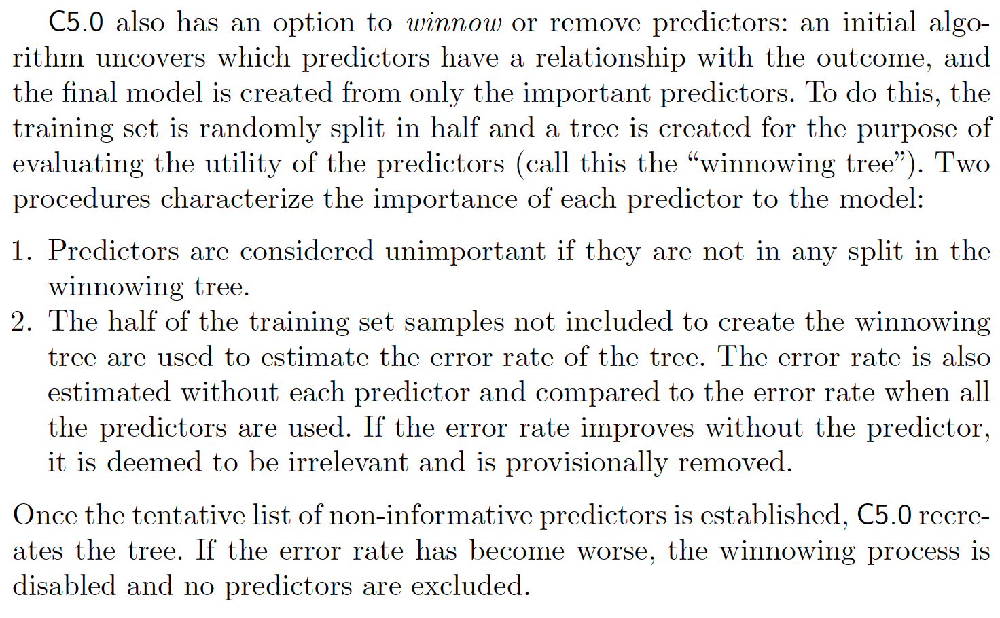 C5.0 also has an option to winnow or remove predictors: an initial algo-
rithm uncovers which predictors have a relationship with the outcome, and
the final model is created from only the important predictors. To do this, the
training set is randomly split in half and a tree is created for the purpose of
evaluating the utility of the predictors (call this the “winnowing tree”). Two
procedures characterize the importance of each predictor to the model:
1. Predictors are considered unimportant if they are not in any split in the
winnowing tree.
2. The half of the training set samples not included to create the winnowing
tree are used to estimate the error rate of the tree. The error rate is also
estimated without each predictor and compared to the error rate when all
the predictors are used. If the error rate improves without the predictor,
it is deemed to be irrelevant and is provisionally removed.
Once the tentative list of non-informative predictors is established, C5.0 recre-
ates the tree. If the error rate has become worse, the winnowing process is
disabled and no predictors are excluded.